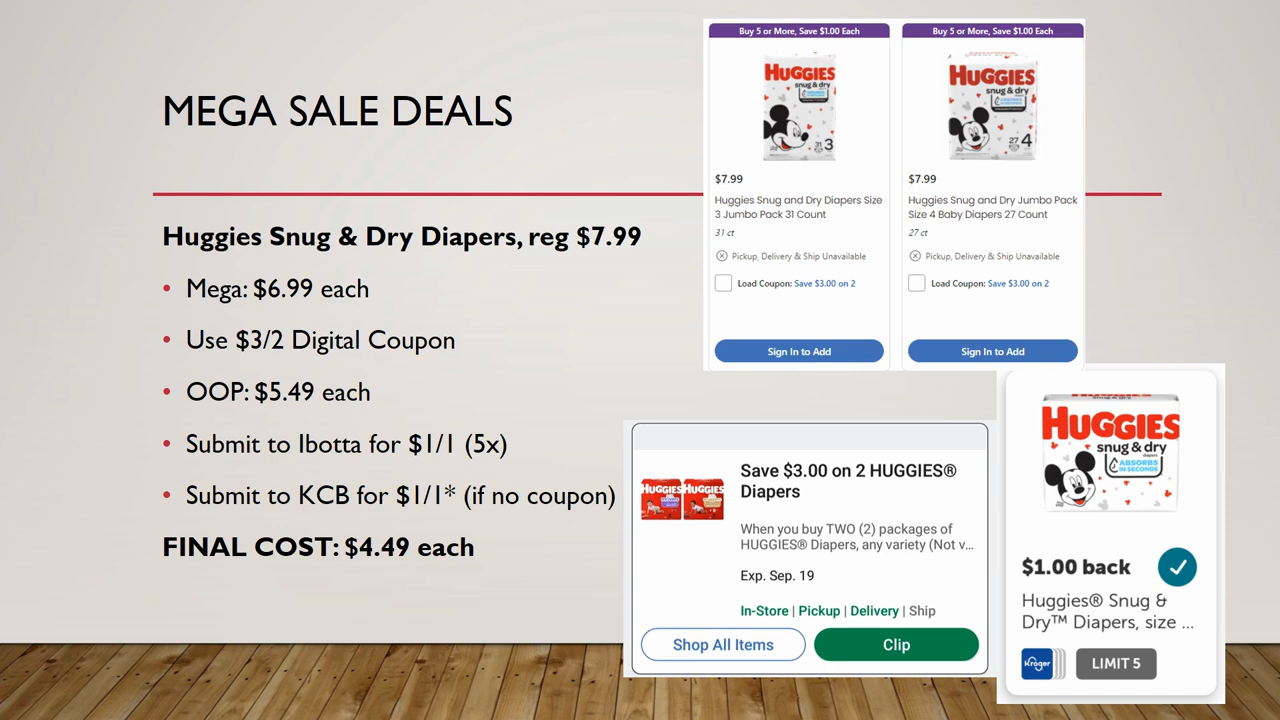 MEGA SALE DEALS
Huggies Snug & Dry Diapers, reg $7.99
• Mega: $6.99 each
• Use $3/2 Digital Coupon
• OOP: $5.49 each
• Submit to Ibotta for $1/1 (5x)
• Submit to KCB for $1/1* (if no coupon)
FINAL COST: $4.49 each
Buy 5 or More, Save $1.00 Each
HUGGIES
snug & dry
31 3
$7.99
Huggies Snug and Dry Diapers Size
3 Jumbo Pack 31 Count
31 ct
Pickup, Delivery & Ship Unavailable
Load Coupon: Save $3.00 on 2
Sign In to Add
Buy 5 or More, Save $1.00 Each
HUGGIES
snug & dry
27 4
$7.99
Huggies Snug and Dry Jumbo Pack
Size 4 Baby Diapers 27 Count
27 ct
Pickup, Delivery & Ship Unavailable
Load Coupon: Save $3.00 on 2
Sign In to Add
HUGGIES HUGGIES
Save $3.00 on 2 HUGGIES®
Diapers
When you buy TWO (2) packages of
HUGGIES® Diapers, any variety (Not v...
Exp. Sep. 19
In-Store | Pickup | Delivery | Ship
Shop All Items
Clip
snug & dry
HUGGIES
snug & dry
diapers
ABSORBS
IN SECONDS
$1.00 back
Huggies® Snug &
Dry™ Diapers, size ...
Kroger
LIMIT 5